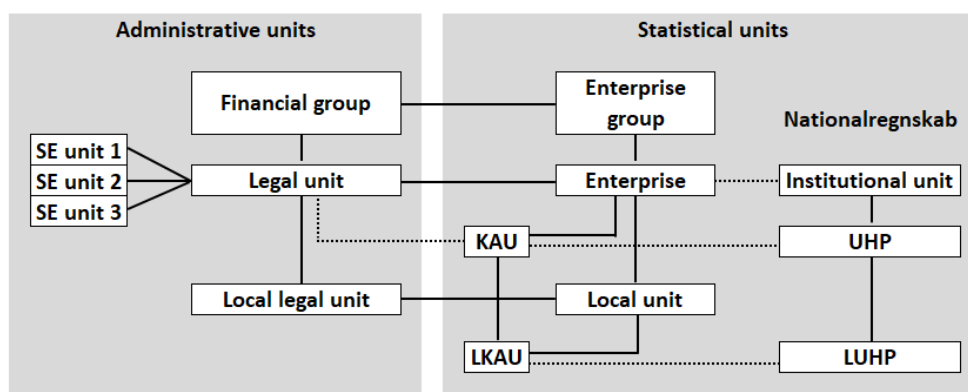 Administrative units
Statistical units
Financial group
Enterprise
group
Nationalregnskab
SE unit 1
SE unit 2
SE unit 3
Legal unit
Enterprise
Institutional unit
KAU
UHP
Local legal unit
Local unit
LKAU
LUHP